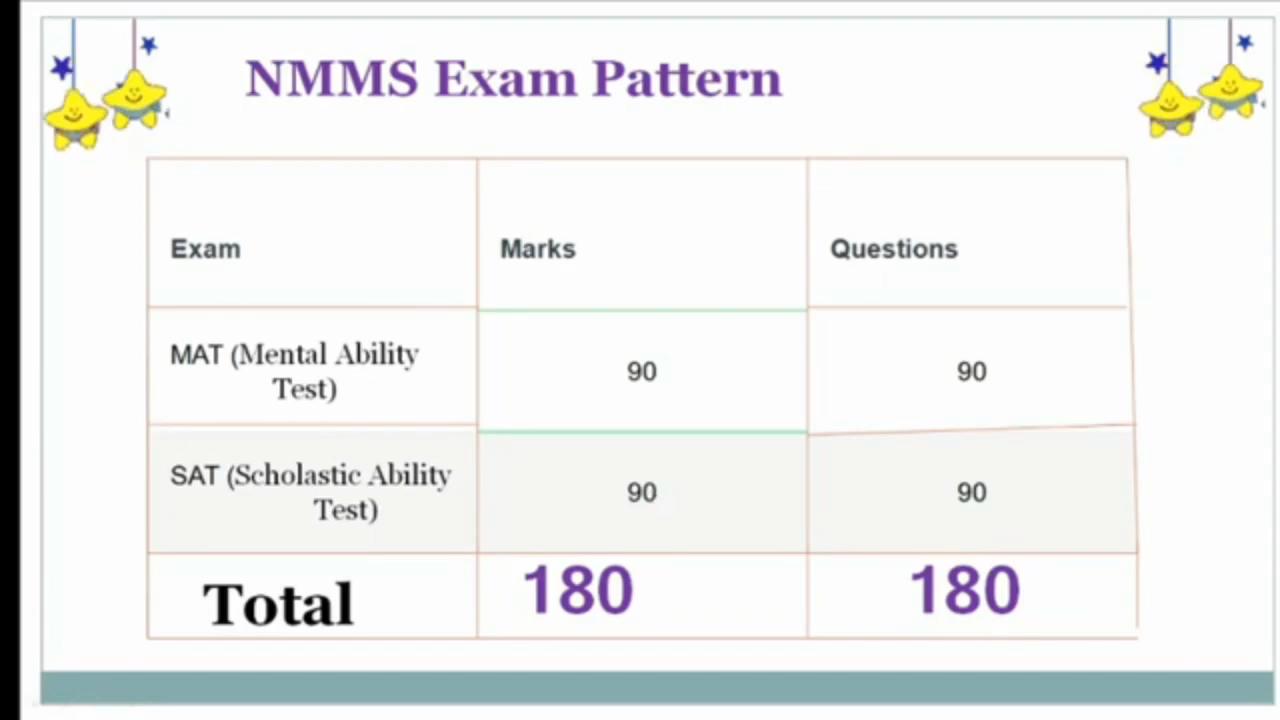 NMMS Exam Pattern
Exam Marks Questions
MAT (Mental Ability
Test)
90 90
SAT (Scholastic Ability
Test)
90 90
Total 180 180